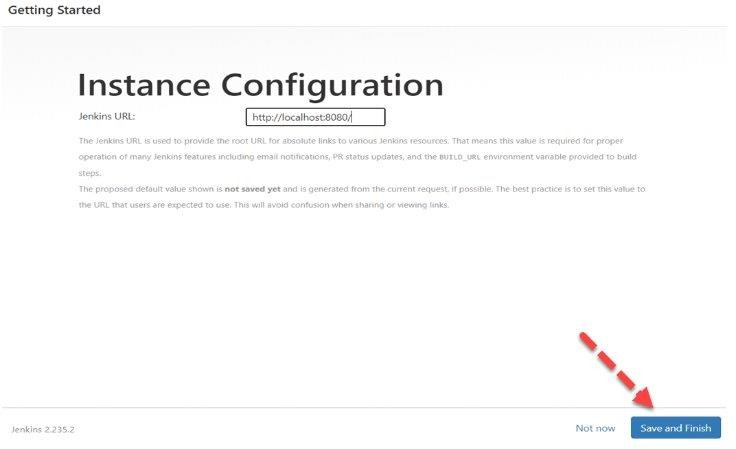 Getting Started
Instance Configuration
Jenkins URL: http://localhost:8080/
The Jenkins URL is used to provide the root URL for absolute links to various Jenkins resources. That means this value is required for proper
operation of many Jenkins features including email notifications, PR status updates, and the BUILD_URL environment variable provided to build
steps.
The proposed default value shown is not saved yet and is generated from the current request, if possible. The best practice is to set this value to
the URL that users are expected to use. This will avoid confusion when sharing or viewing links.
Jenkins 2.235.2 Not now Save and Finish